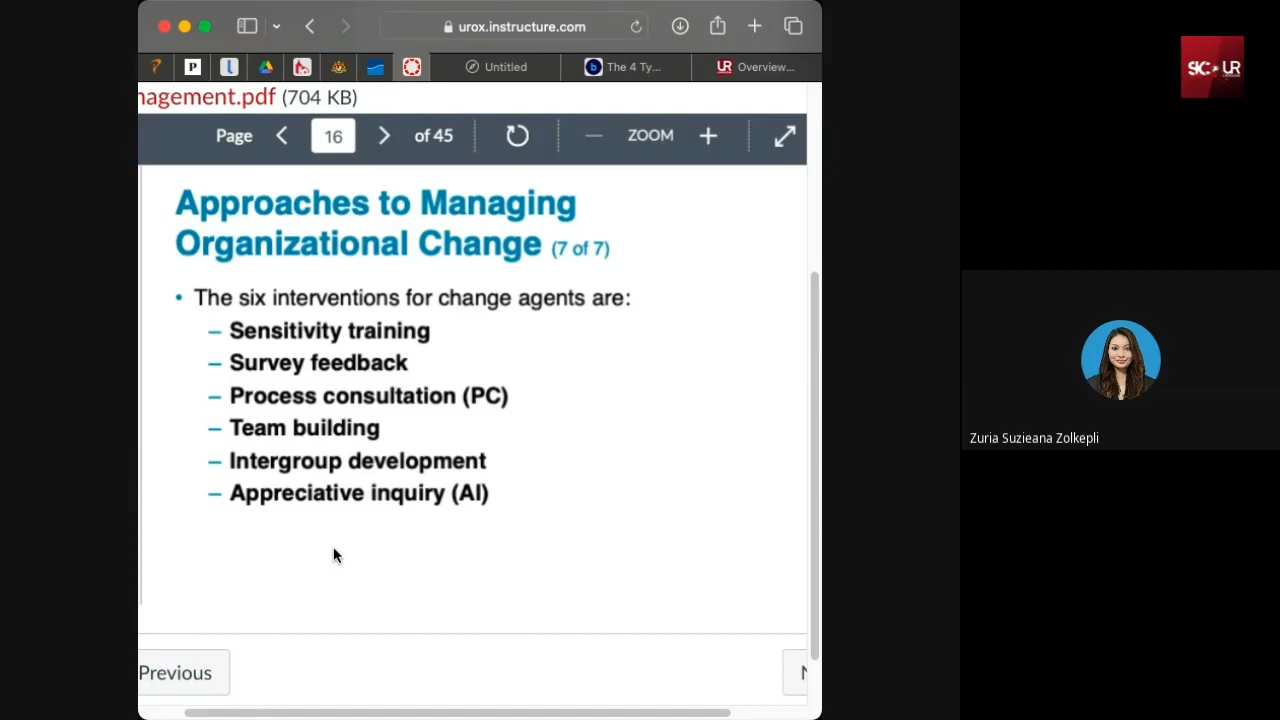 urox.instructure.com
Untitled
The 4 Ty...
UR Overview...
nagement.pdf (704 KB)
Page 16 of 45 ZOOM
Approaches to Managing
Organizational Change (7 of 7)
• The six interventions for change agents are:
– Sensitivity training
– Survey feedback
– Process consultation (PC)
– Team building
– Intergroup development
– Appreciative inquiry (AI)
Previous
Zuria Suzieana Zolkepli